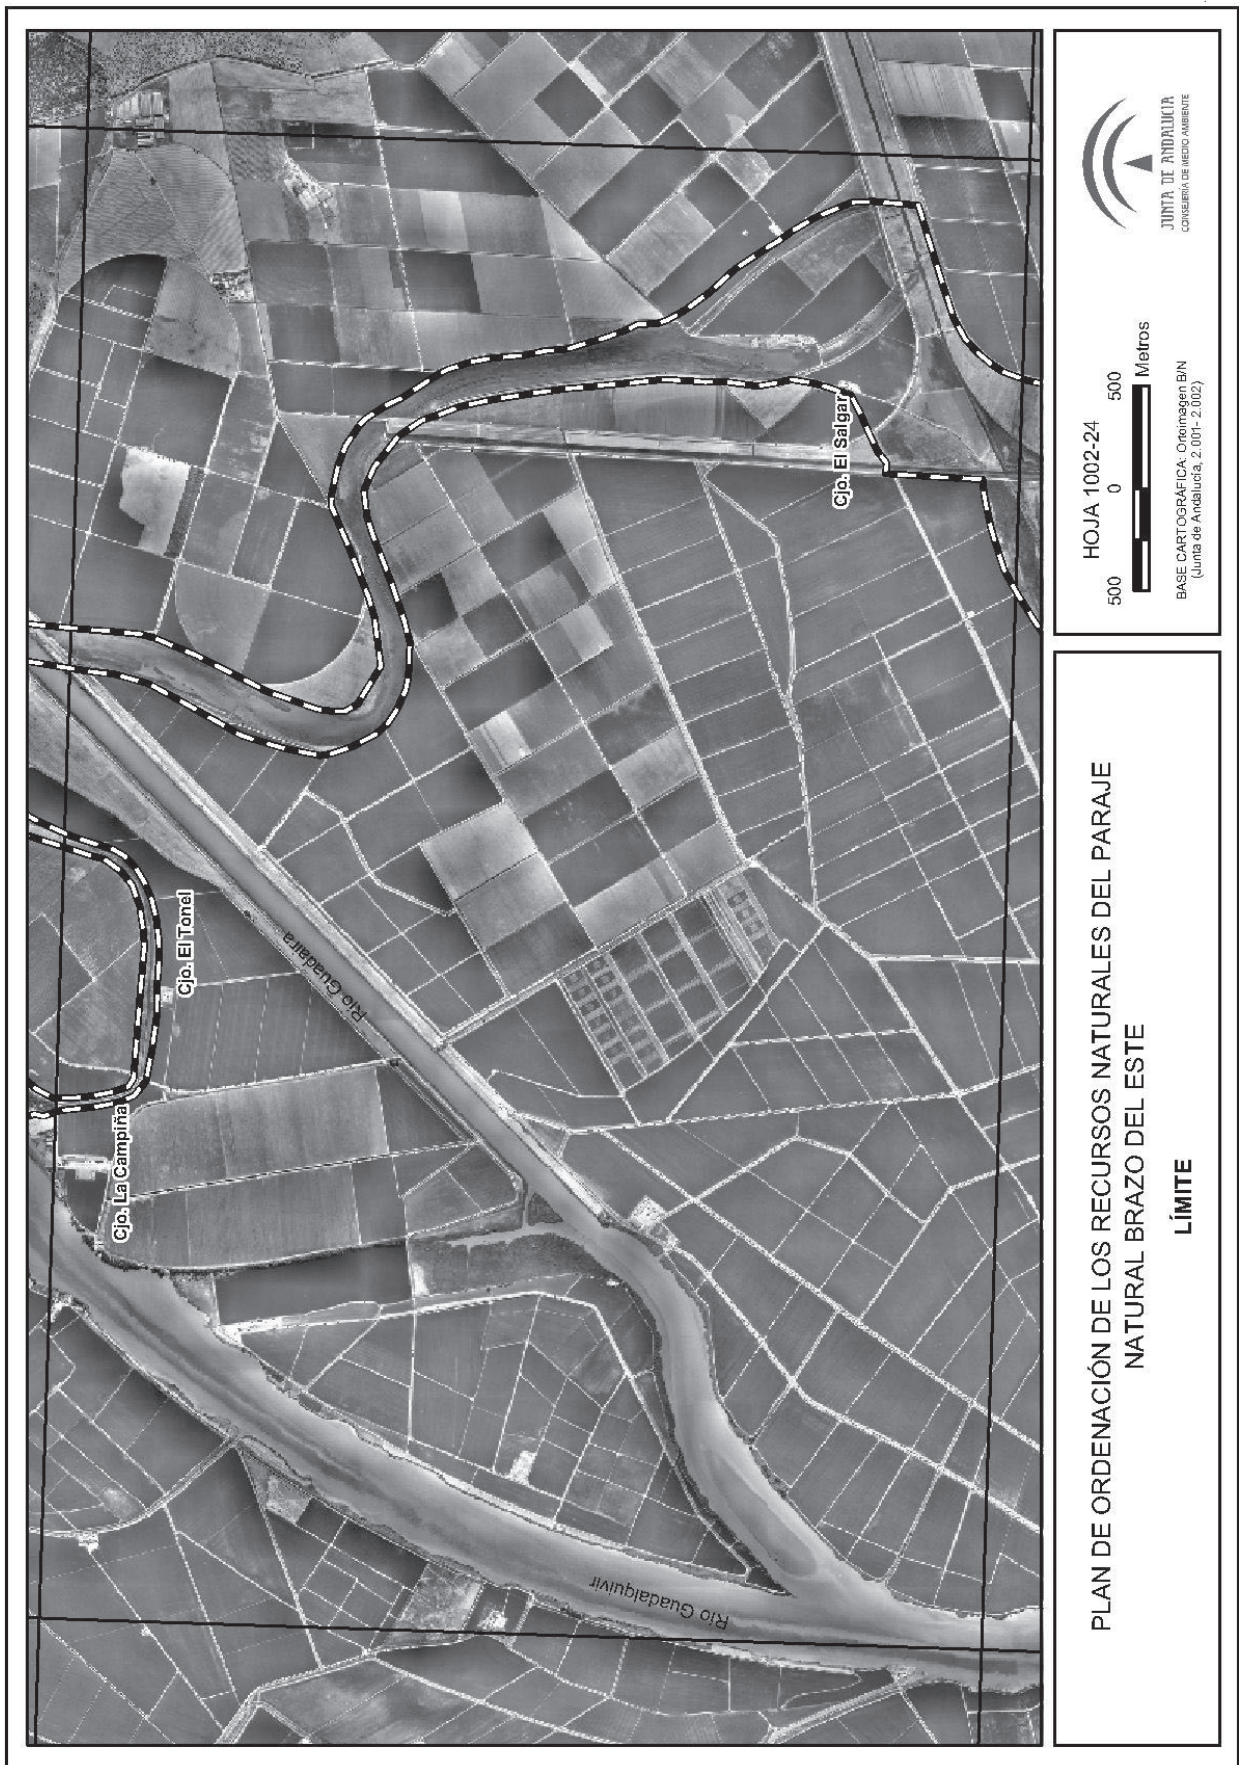 Cjo. La Campiña
Cjo. El Tonel
Río Guadaira
Río Guadalquivir
Cjo. El Salgar
PLAN DE ORDENACIÓN DE LOS RECURSOS NATURALES DEL PARAJE
NATURAL BRAZO DEL ESTE
LÍMITE
HOJA 1002-24
500 0 500
Metros
BASE CARTOGRÁFICA: Ortoimagen B/N
(Junta de Andalucía, 2.001- 2.002)
JUNTA DE ANDALUCIA
CONSEJERÍA DE MEDIO AMBIENTE